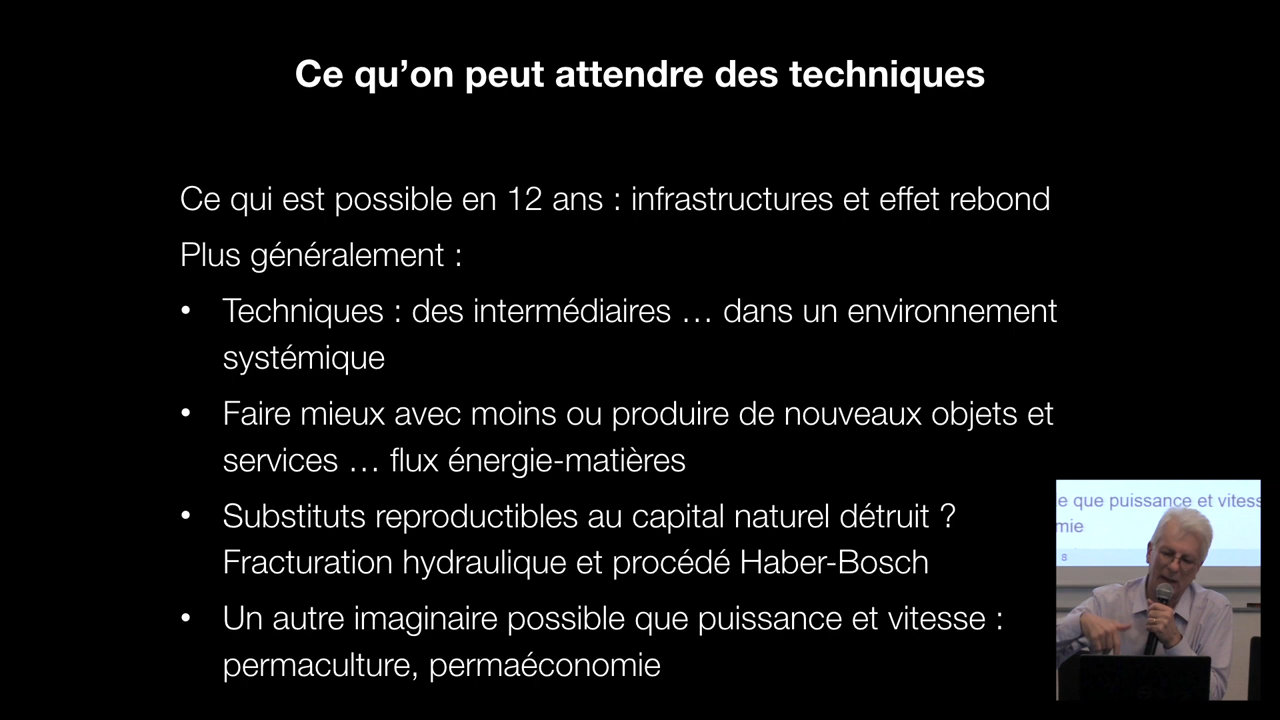 Ce qu’on peut attendre des techniques
Ce qui est possible en 12 ans : infrastructures et effet rebond
Plus généralement :
• Techniques : des intermédiaires … dans un environnement
systémique
• Faire mieux avec moins ou produire de nouveaux objets et
services … flux énergie-matières
• Substituts reproductibles au capital naturel détruit ?
Fracturation hydraulique et procédé Haber-Bosch
• Un autre imaginaire possible que puissance et vitesse :
permaculture, permaéconomie
e que puissance et vitess
mie
8